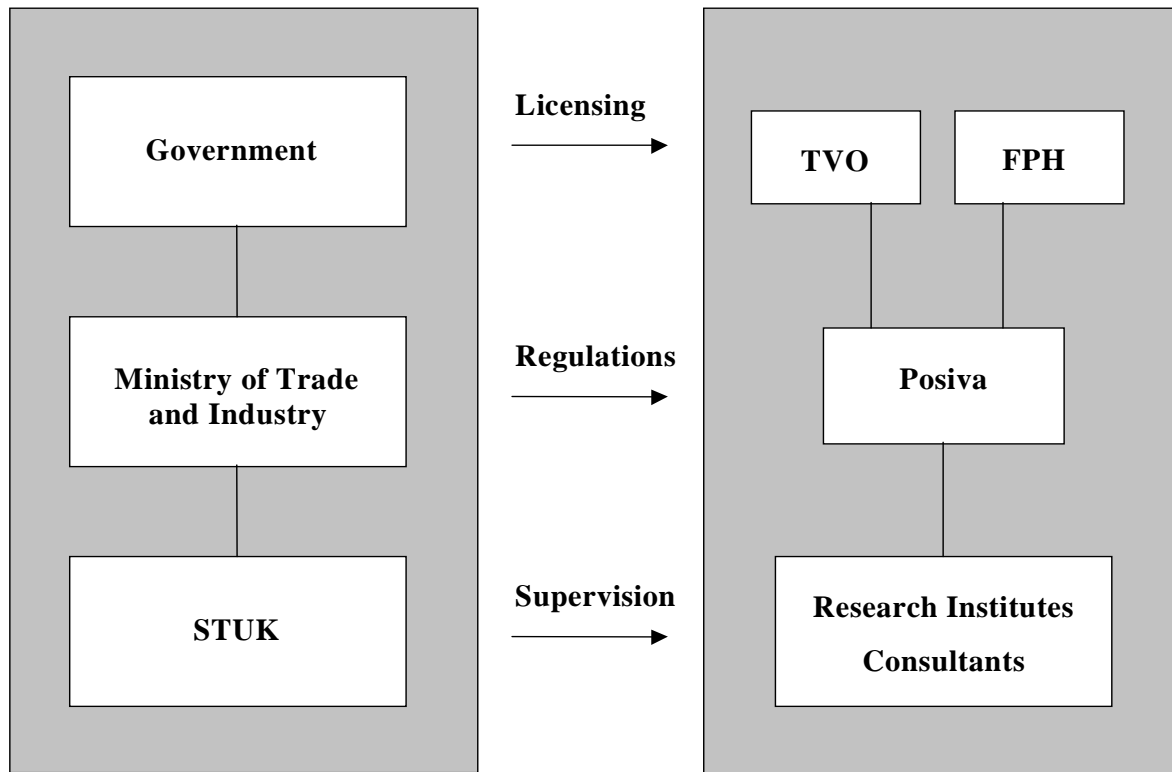 Government
Ministry of Trade
and Industry
STUK
Licensing
Regulations
Supervision
TVO
FPH
Posiva
Research Institutes
Consultants